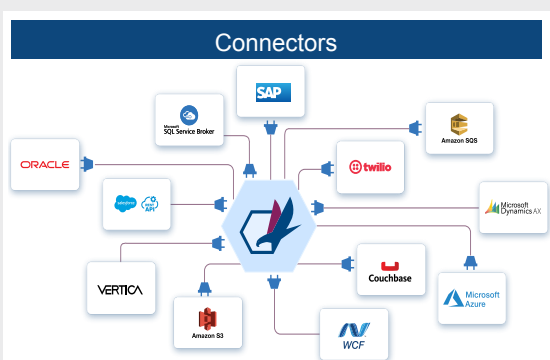 Connectors
SAP
Microsoft
SQL Service Broker
Amazon SQS
ORACLE
twilio
salesforce
REST
API
Microsoft
Dynamics AX
VERTICA
Couchbase
Microsoft
Azure
Amazon S3
WCF